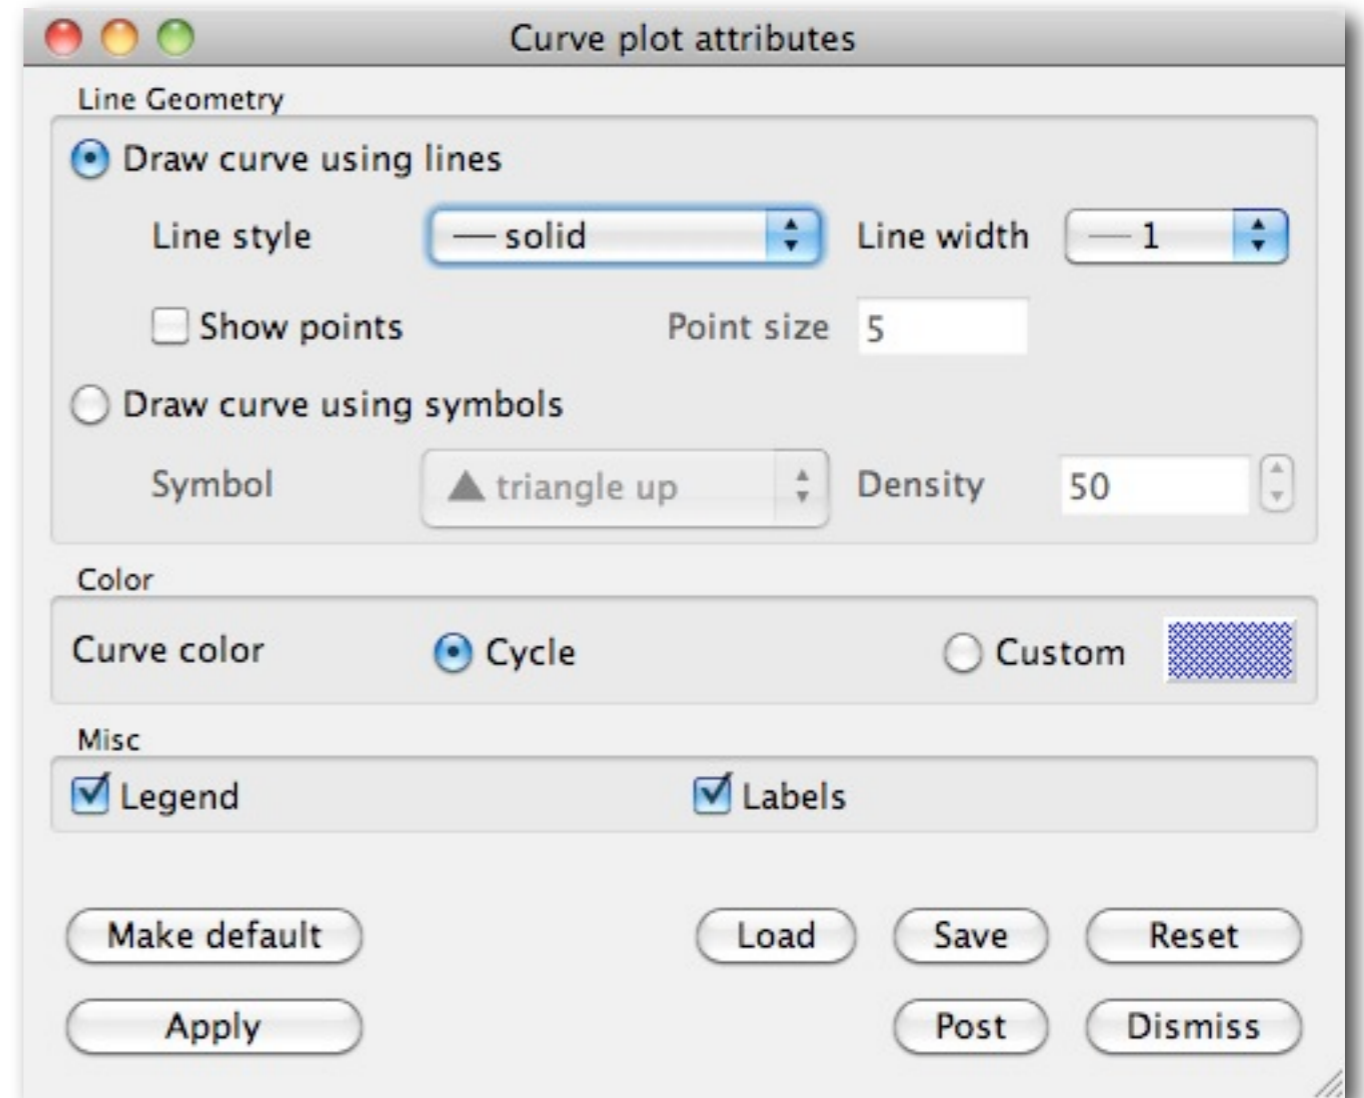 Curve plot attributes
Line Geometry
Draw curve using lines
Line style solid Line width 1
Show points Point size 5
Draw curve using symbols
Symbol triangle up Density 50
Color
Curve color Cycle Custom
Misc
Legend Labels
Make default Load Save Reset
Apply Post Dismiss